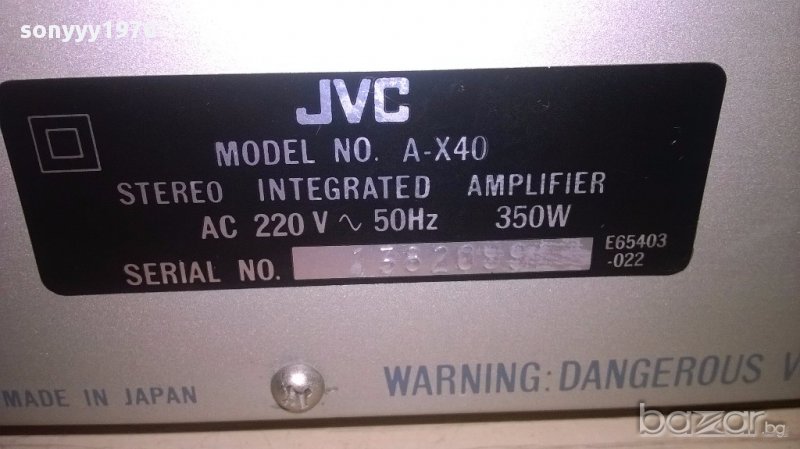 sonyyy1976
JVC
MODEL NO. A-X40
STEREO INTEGRATED AMPLIFIER
AC 220 V ~ 50Hz 350W
SERIAL NO.
E65403
-022
MADE IN JAPAN
WARNING: DANGEROUS V
bazar.bg